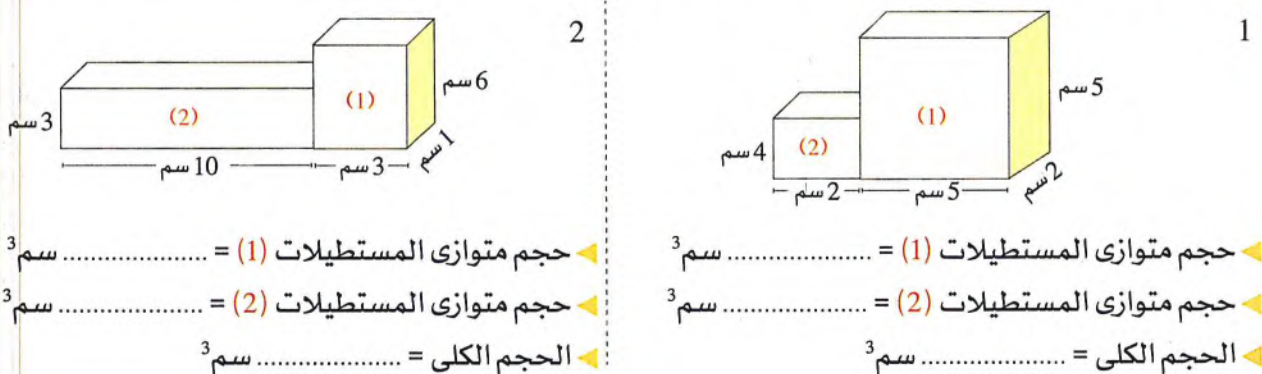 1
(1)
5 سم
(2)
4 سم
2 سم
5 سم
2 سم
حجم متوازى المستطيلات (1) = .................. سم³
حجم متوازى المستطيلات (2) = .................. سم³
الحجم الكلى = .................. سم³
2
(1)
6 سم
(2)
3 سم
1 سم
10 سم
3 سم
حجم متوازى المستطيلات (1) = .................. سم³
حجم متوازى المستطيلات (2) = .................. سم³
الحجم الكلى = .................. سم³